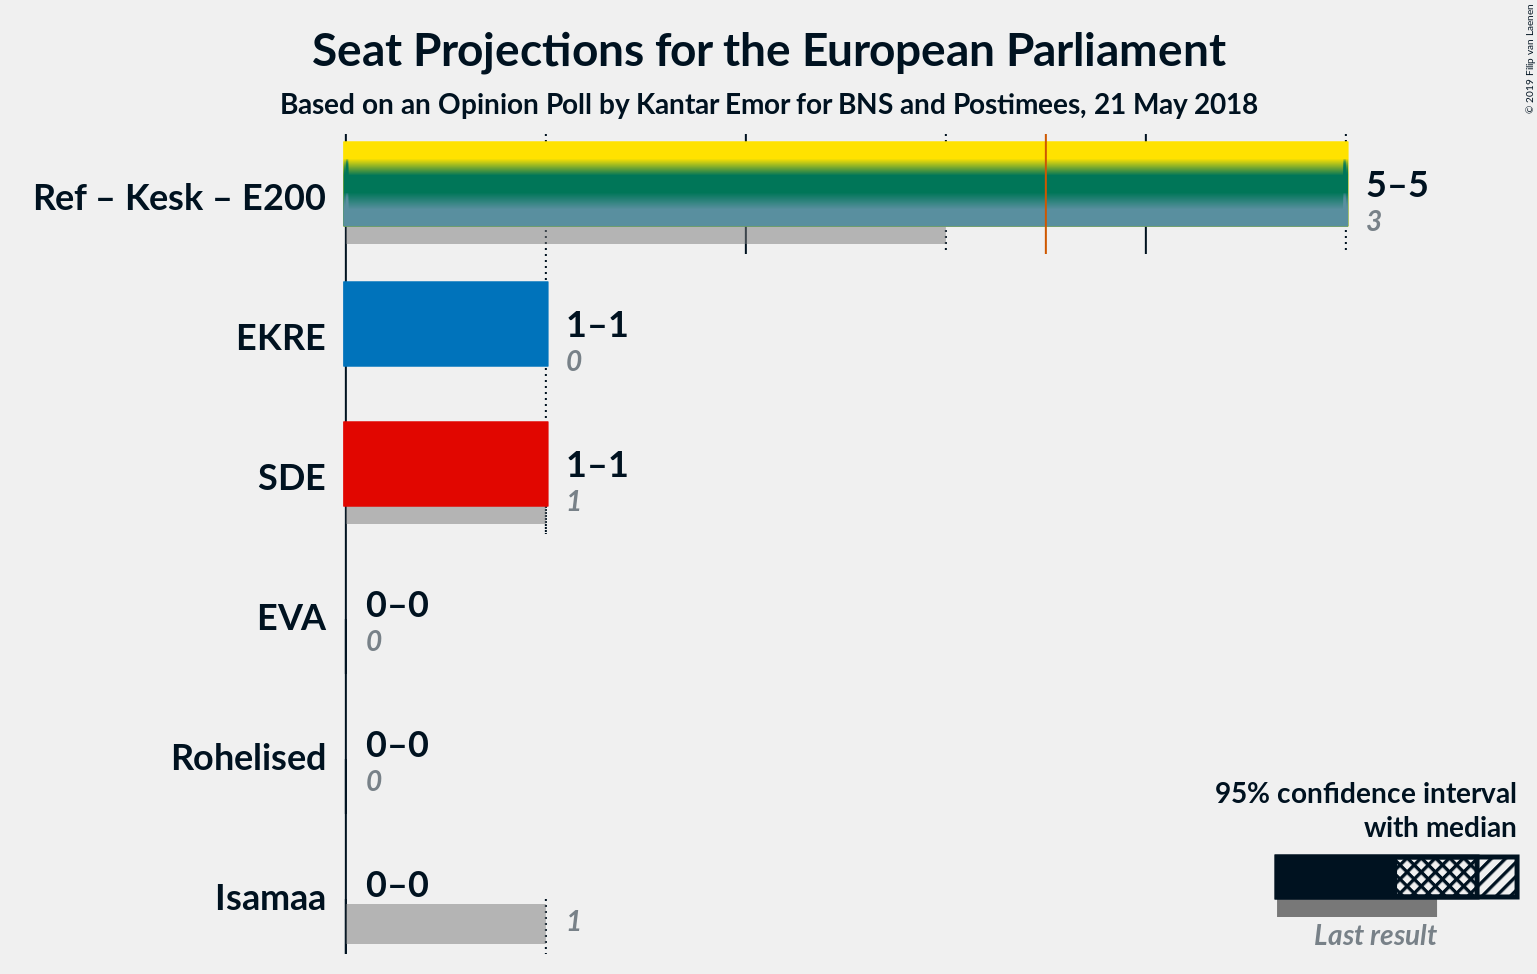 Seat Projections for the European Parliament
Based on an Opinion Poll by Kantar Emor for BNS and Postimees, 21 May 2018
© 2019 Filip van Laenen
Ref – Kesk – E200
5–5
3
EKRE
1–1
0
SDE
1–1
1
EVA
0–0
0
Rohelised
0–0
0
Isamaa
0–0
1
95% confidence interval
with median
Last result